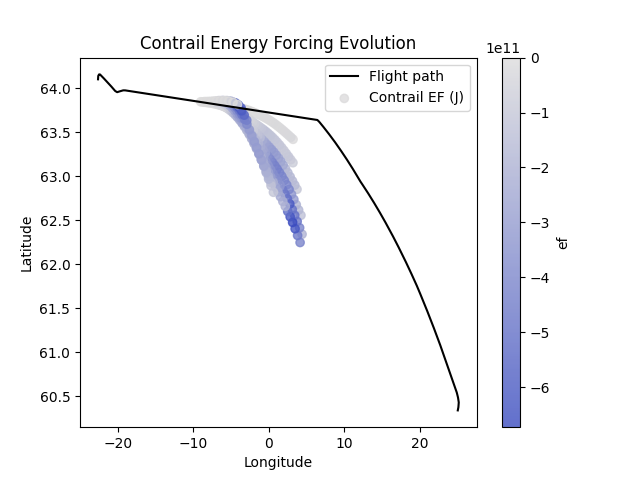 Contrail Energy Forcing Evolution
1e11
Flight path
Contrail EF (J)
64.0
63.5
63.0
62.5
62.0
61.5
61.0
60.5
Latitude
−20
−10
0
10
20
Longitude
0
−1
−2
−3
−4
−5
−6
ef